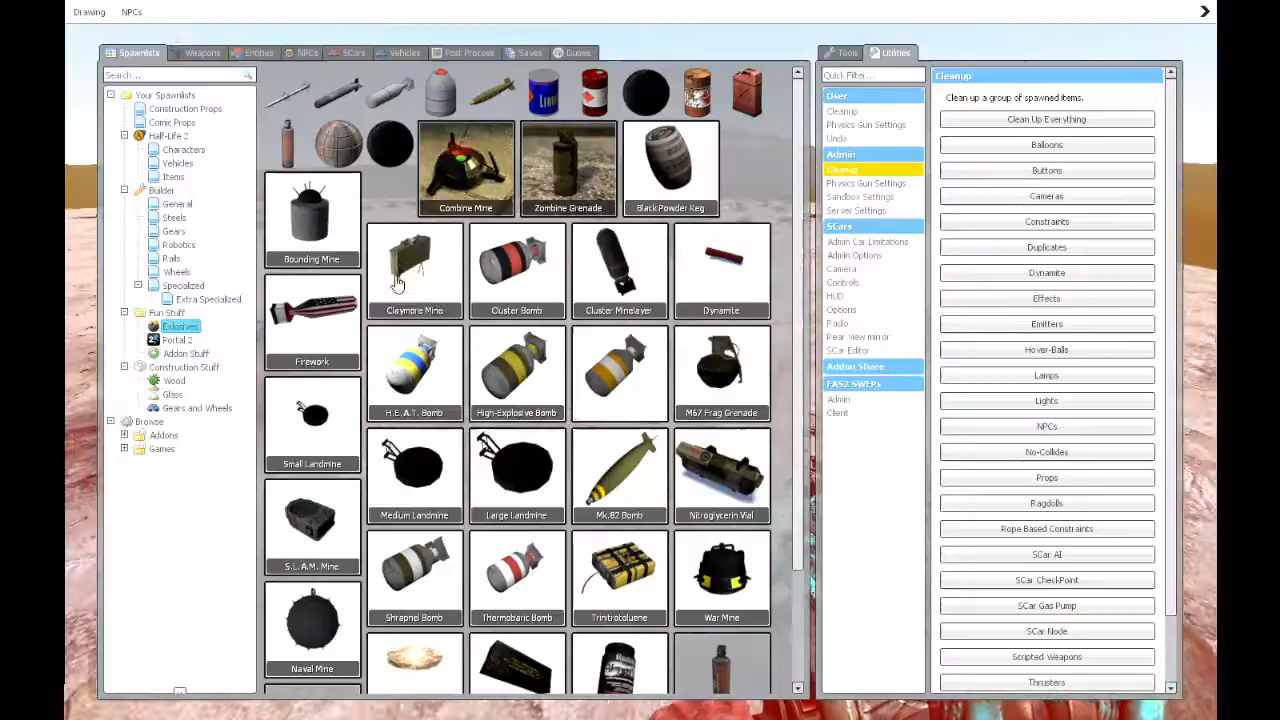 Drawing NPCs
Spawnlists Weapons Entities NPCs SCars Vehicles Post Process Saves Dupes
Tools Utilities
Search...
Your Spawnlists
Construction Props
Comic Props
Half-Life 2
Characters
Vehicles
Items
Builder
General
Steels
Gears
Robotics
Rails
Wheels
Specialized
Extra Specialized
Fun Stuff
Exlosives
Portal 2
Addon Stuff
Construction Stuff
Wood
Glass
Gears and Wheels
Browse
Addons
Games
Combine Mine Zombine Grenade Black Powder Keg
Bounding Mine
Claymore Mine Cluster Bomb Cluster Minelayer Dynamite
Firework
H.E.A.T. Bomb High-Explosive Bomb M67 Frag Grenade
Small Landmine
Medium Landmine Large Landmine Mk.82 Bomb Nitroglycerin Vial
S.L.A.M. Mine
Shrapnel Bomb Thermobaric Bomb Trinitrotoluene War Mine
Naval Mine
Quick Filter...
User
Cleanup
Physics Gun Settings
Undo
Admin
Cleanup
Physics Gun Settings
Sandbox Settings
Server Settings
SCars
Admin Car Limitations
Admin Options
Camera
Controls
HUD
Options
Radio
Rear view mirror
SCar Editor
Addon Share
FAS2 SWEPs
Admin
Client
Cleanup
Clean up a group of spawned items.
Clean Up Everything
Balloons
Buttons
Cameras
Constraints
Duplicates
Dynamite
Effects
Emitters
Hover-Balls
Lamps
Lights
NPCs
No-Collides
Props
Ragdolls
Rope Based Constraints
SCar AI
SCar CheckPoint
SCar Gas Pump
SCar Node
Scripted Weapons
Thrusters